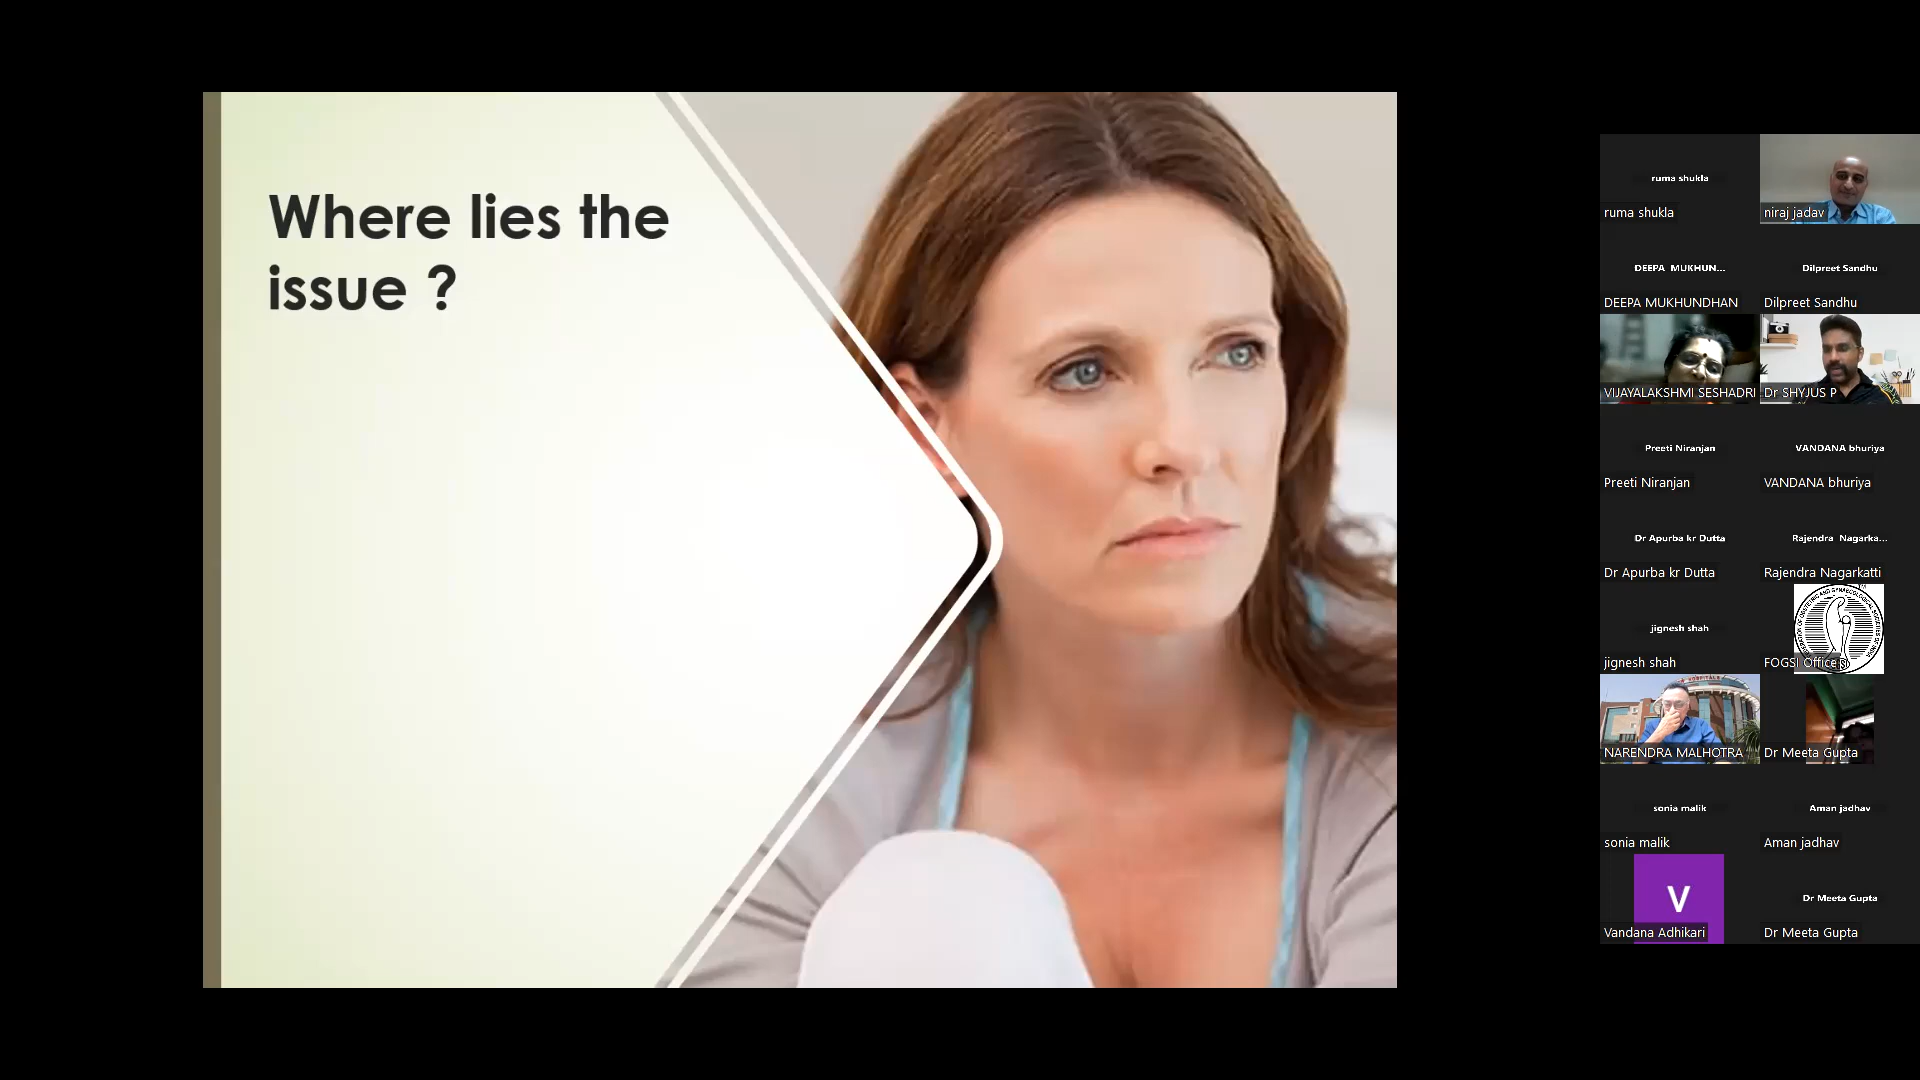 Where lies the
issue ?
ruma shukla
ruma shukla
niraj jadav
DEEPA MUKHUN...
DEEPA MUKHUNDHAN
Dilpreet Sandhu
Dilpreet Sandhu
VIJAYALAKSHMI SESHADRI
Dr SHYJUS P
Preeti Niranjan
Preeti Niranjan
VANDANA bhuriya
VANDANA bhuriya
Dr Apurba kr Dutta
Dr Apurba kr Dutta
Rajendra Nagarka...
Rajendra Nagarkatti
jignesh shah
jignesh shah
FOGSI Office
NARENDRA MALHOTRA
Dr Meeta Gupta
sonia malik
sonia malik
Aman jadhav
Aman jadhav
V
Vandana Adhikari
Dr Meeta Gupta
Dr Meeta Gupta